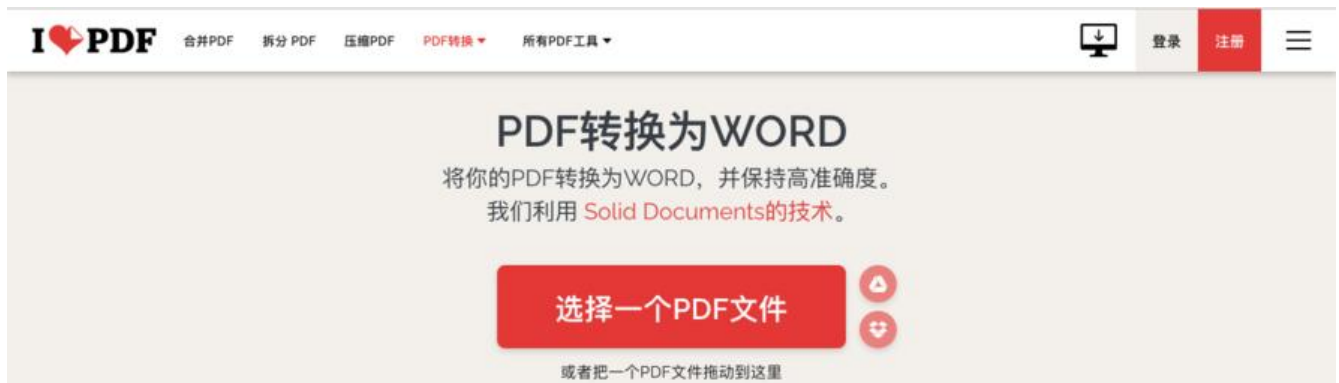 I❤PDF 合并PDF 拆分 PDF 压缩PDF PDF转换 所有PDF工具 登录 注册
PDF转换为WORD
将你的PDF转换为WORD，并保持高准确度。
我们利用 Solid Documents的技术。
选择一个PDF文件
或者把一个PDF文件拖动到这里